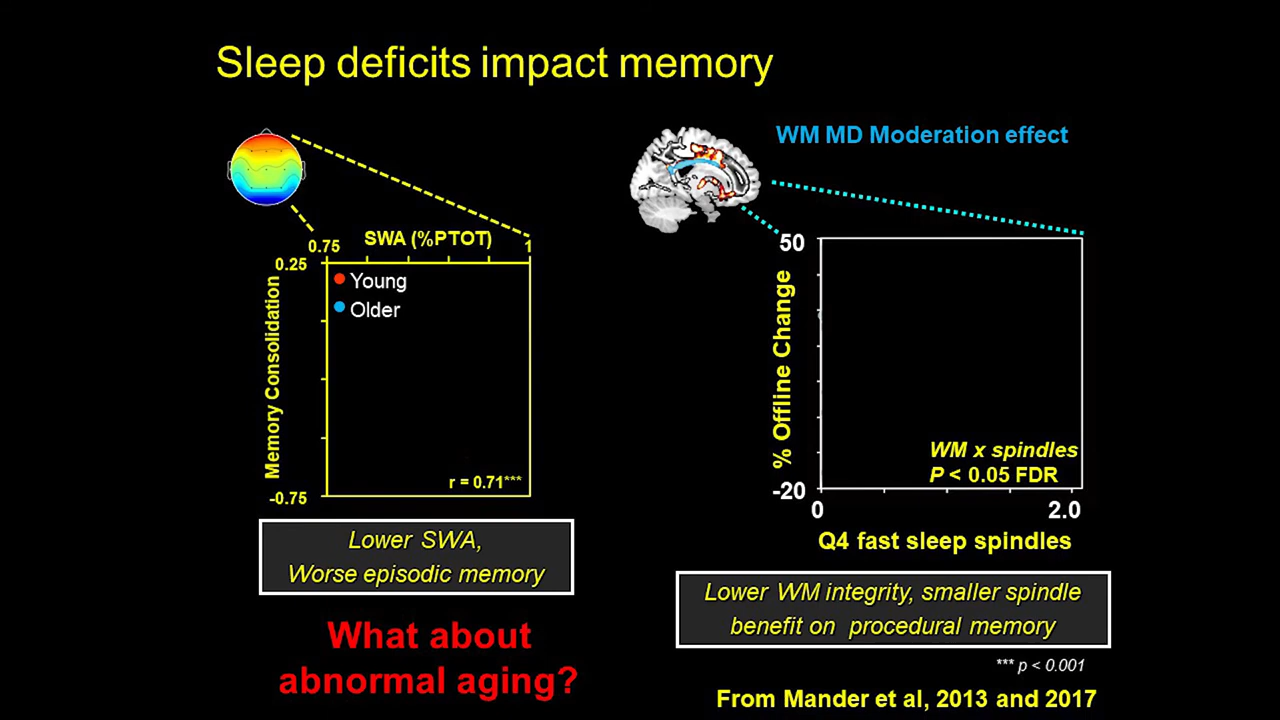 Sleep deficits impact memory
WM MD Moderation effect
0.75 SWA (%PTOT) 1
0.25
Young
Older
Memory Consolidation
r = 0.71***
-0.75
Lower SWA,
Worse episodic memory
What about
abnormal aging?
50
% Offline Change
WM x spindles
P < 0.05 FDR
-20
0 2.0
Q4 fast sleep spindles
Lower WM integrity, smaller spindle
benefit on procedural memory
*** p < 0.001
From Mander et al, 2013 and 2017